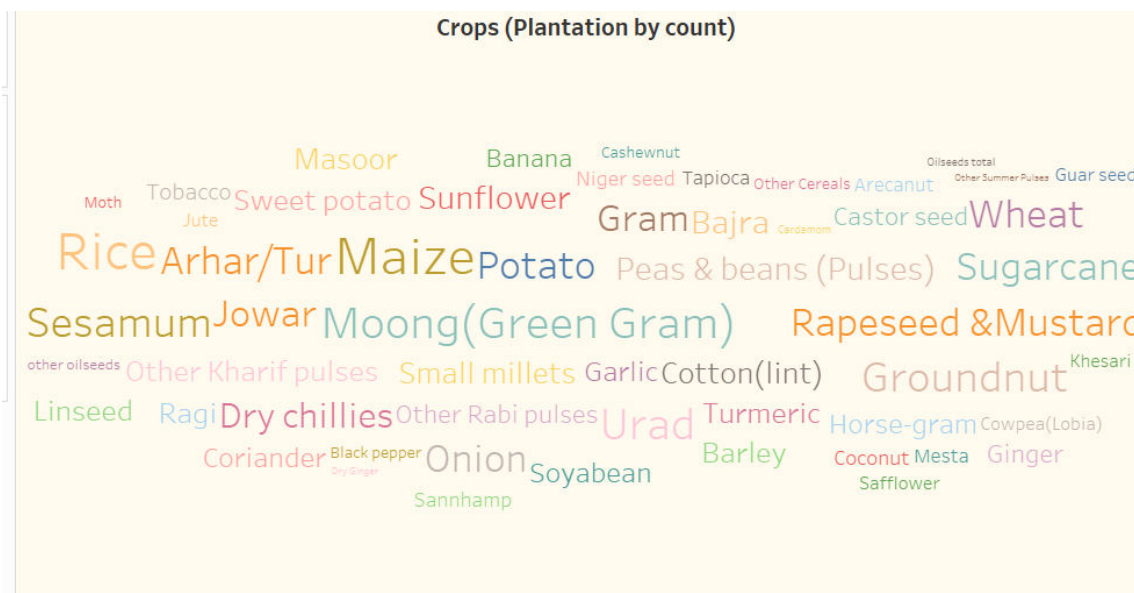 Crops (Plantation by count)
Masoor Banana Cashewnut Oilseeds total
Moth Tobacco Sweet potato Sunflower Niger seed Tapioca Other Cereals Arecanut Other Summer Pulses Guar seed
Jute Gram Bajra Cardamom Castor seed Wheat
Rice Arhar/Tur Maize Potato Peas & beans (Pulses) Sugarcane
Sesamum Jowar Moong(Green Gram) Rapeseed &Mustard
other oilseeds Other Kharif pulses Small millets Garlic Cotton(lint) Groundnut Khesari
Linseed Ragi Dry chillies Other Rabi pulses Urad Turmeric Horse-gram Cowpea(Lobia)
Coriander Black pepper Onion Soyabean Barley Coconut Mesta Ginger
Dry Ginger Safflower
Sannhamp